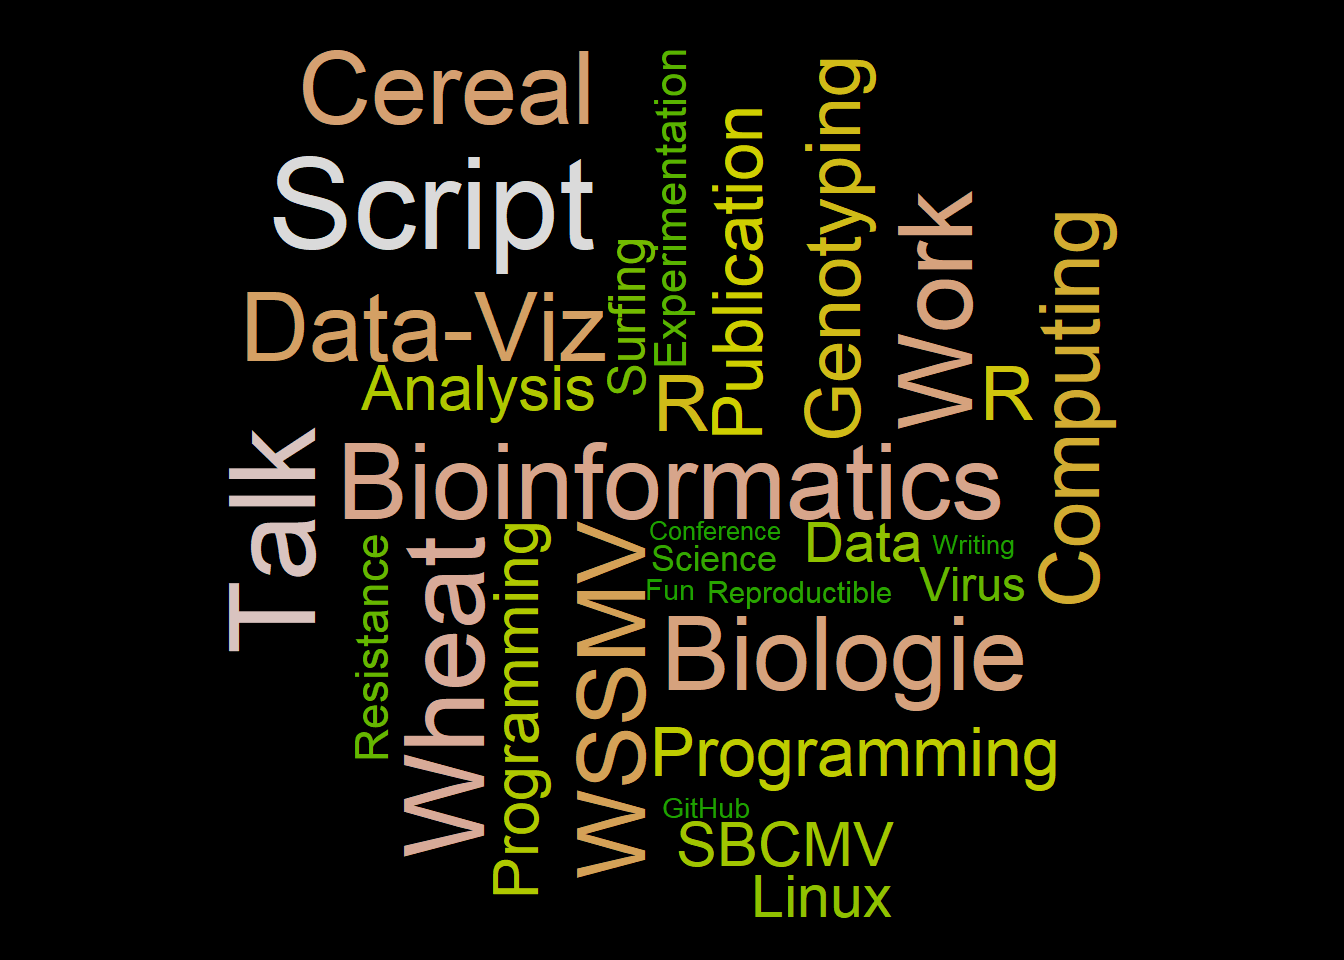 Cereal
Script
Data-Viz
Analysis
Surfing
Experimentation
Publication
Genotyping
Work
Computing
R
R
Talk
Bioinformatics
Conference
Science
Data
Writing
Fun
Reproductible
Virus
Resistance
Wheat
Programming
WSSMV
Biologie
Programming
GitHub
SBCMV
Linux